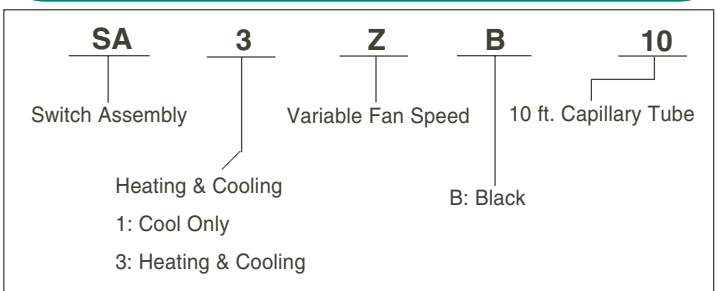 SA 3 Z B 10
Switch Assembly Variable Fan Speed 10 ft. Capillary Tube
Heating & Cooling
B: Black
1: Cool Only
3: Heating & Cooling